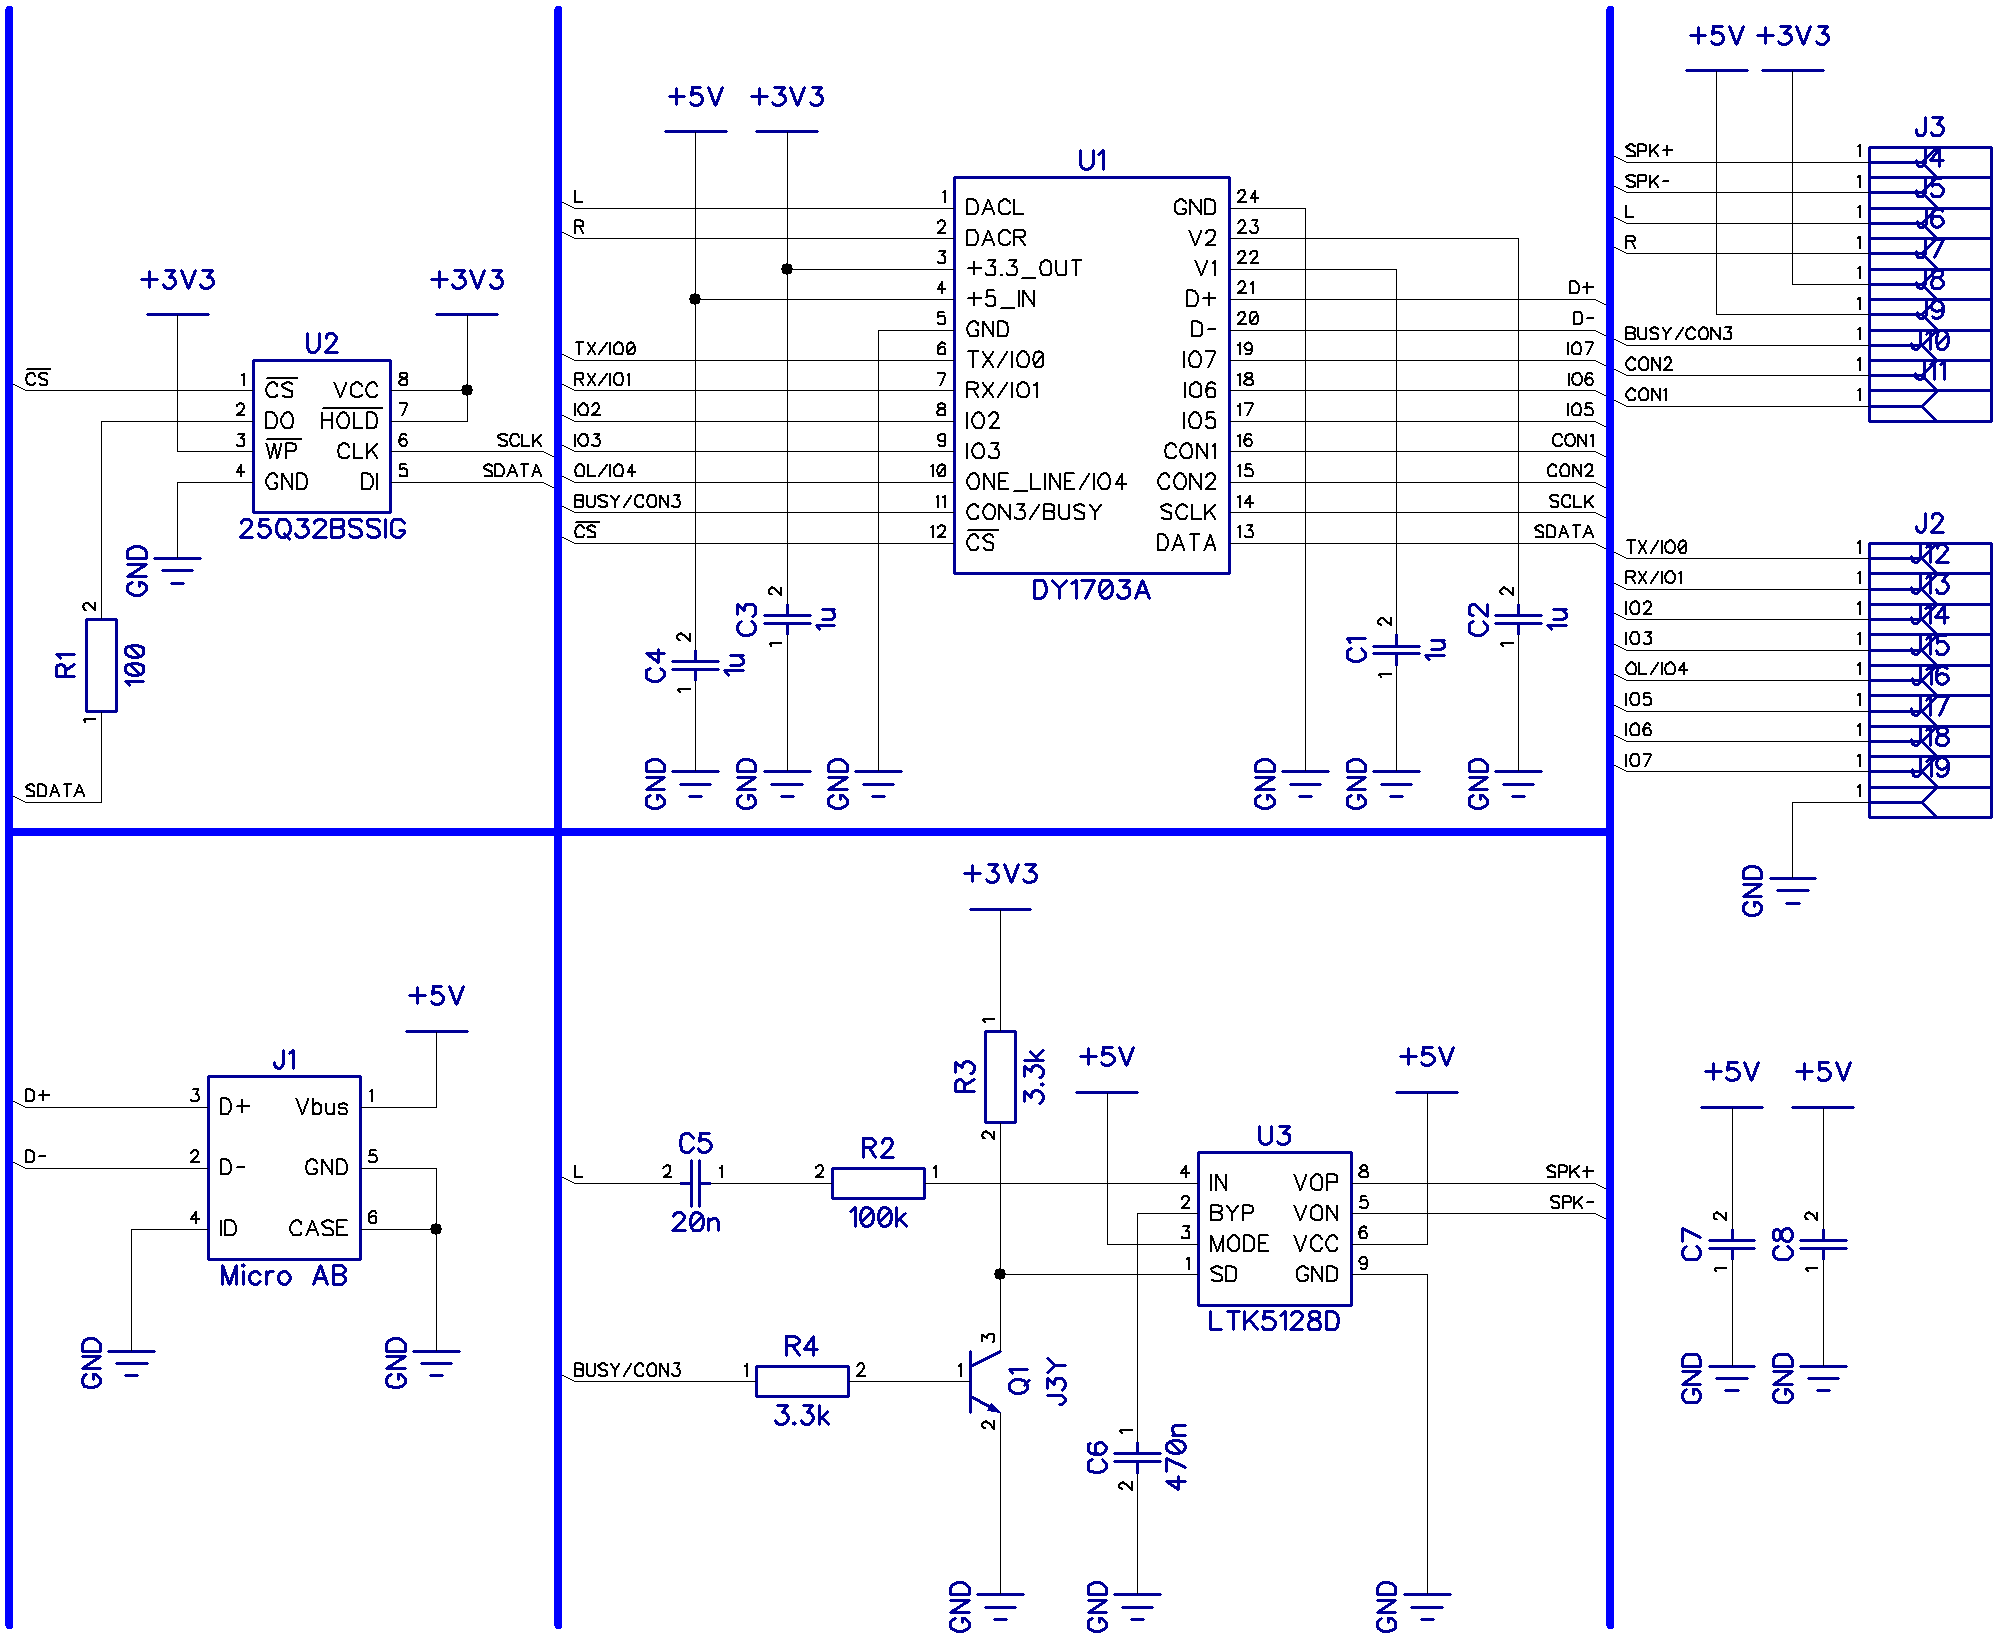 +5V +3V3
J3
SPK+ 1 J4
SPK- 1 J5
L 1 J6
R 1 J7
1 J8
1 J9
BUSY/CON3 1 J10
CON2 1 J11
CON1 1
+5V +3V3
U1
L 1 DACL GND 24
R 2 DACR V2 23
3 +3.3_OUT V1 22
4 +5_IN D+ 21 D+
5 GND D- 20 D-
TX/IO0 6 TX/IO0 IO7 19 IO7
RX/IO1 7 RX/IO1 IO6 18 IO6
IO2 8 IO2 IO5 17 IO5
IO3 9 IO3 CON1 16 CON1
OL/IO4 10 ONE_LINE/IO4 CON2 15 CON2
BUSY/CON3 11 CON3/BUSY SCLK 14 SCLK
CS 12 CS DATA 13 SDATA
DY1703A
2 C3 1u 1
2 C4 1u 1
2 C1 1u 1
2 C2 1u 1
GND GND GND GND GND GND
+3V3 +3V3
U2
CS 1 CS VCC 8
2 DO HOLD 7
3 WP CLK 6 SCLK
4 GND DI 5 SDATA
25Q32BSSIG
GND
2 R1 100 1
SDATA
J2
TX/IO0 1 J12
RX/IO1 1 J13
IO2 1 J14
IO3 1 J15
OL/IO4 1 J16
IO5 1 J17
IO6 1 J18
IO7 1 J19
1
GND
+5V
J1
D+ 3 D+ Vbus 1
D- 2 D- GND 5
4 ID CASE 6
Micro AB
GND GND
+3V3
1 R3 3.3k 2
+5V +5V
U3
L 2 C5 1 2 R2 1 4 IN VOP 8 SPK+
20n 100k 2 BYP VON 5 SPK-
3 MODE VCC 6
1 SD GND 9
LTK5128D
BUSY/CON3 1 R4 2 1 3 Q1 J3Y 2
3.3k
1 C6 470n 2
GND GND GND
+5V +5V
2 C7 1 2 C8 1
GND GND